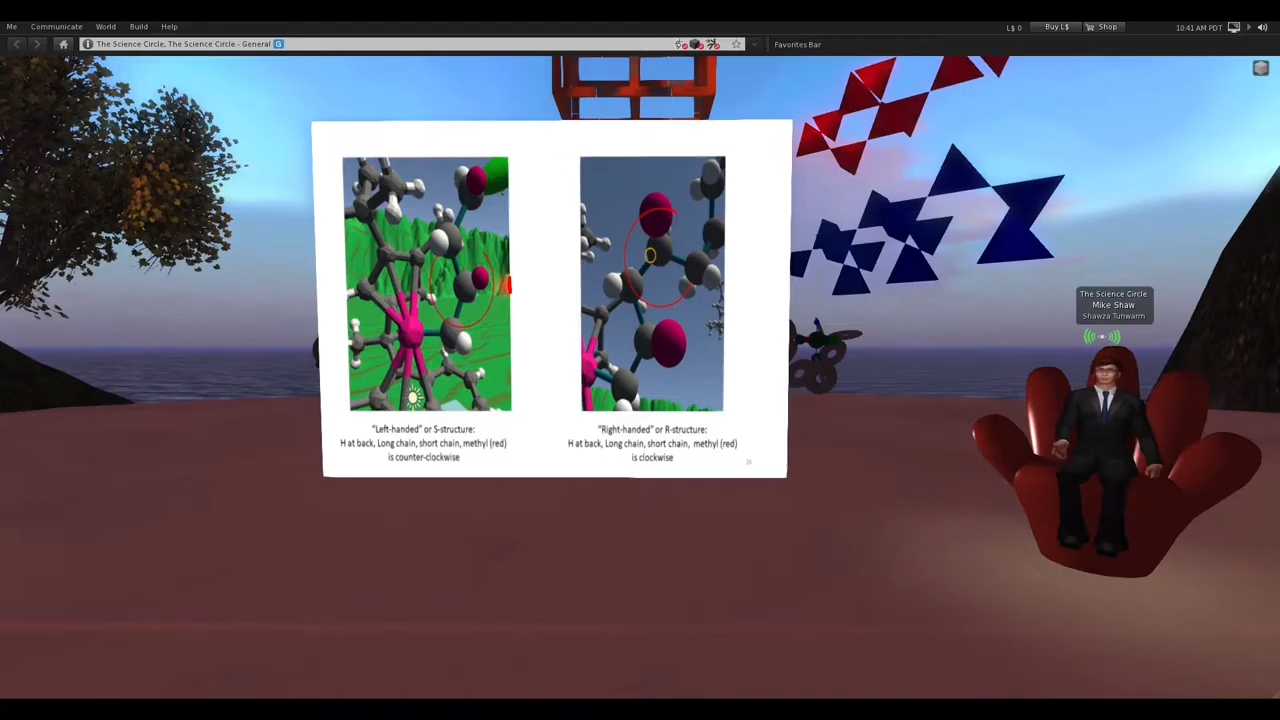 Me Communicate World Build Help
L$ 0 Buy L$ Shop 10:41 AM PDT
The Science Circle, The Science Circle - General G
Favorites Bar
The Science Circle
Mike Shaw
Shawza Tunwarm
"Left-handed" or S-structure:
H at back, Long chain, short chain, methyl (red)
is counter-clockwise
"Right-handed" or R-structure:
H at back, Long chain, short chain, methyl (red)
is clockwise